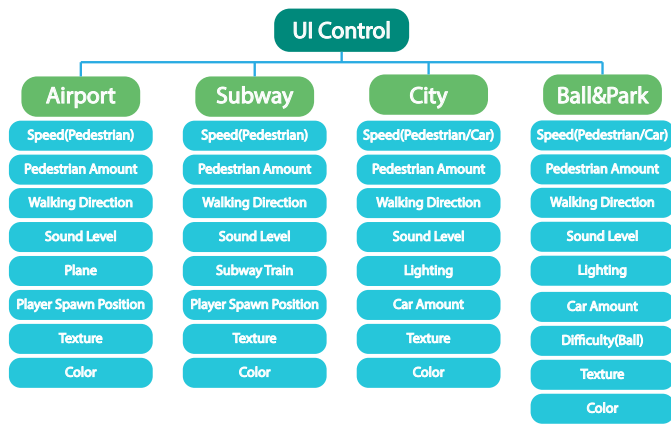 UI Control
Airport
Speed(Pedestrian)
Pedestrian Amount
Walking Direction
Sound Level
Plane
Player Spawn Position
Texture
Color
Subway
Speed(Pedestrian)
Pedestrian Amount
Walking Direction
Sound Level
Subway Train
Player Spawn Position
Texture
Color
City
Speed(Pedestrian/Car)
Pedestrian Amount
Walking Direction
Sound Level
Lighting
Car Amount
Texture
Color
Ball&Park
Speed(Pedestrian/Car)
Pedestrian Amount
Walking Direction
Sound Level
Lighting
Car Amount
Difficulty(Ball)
Texture
Color